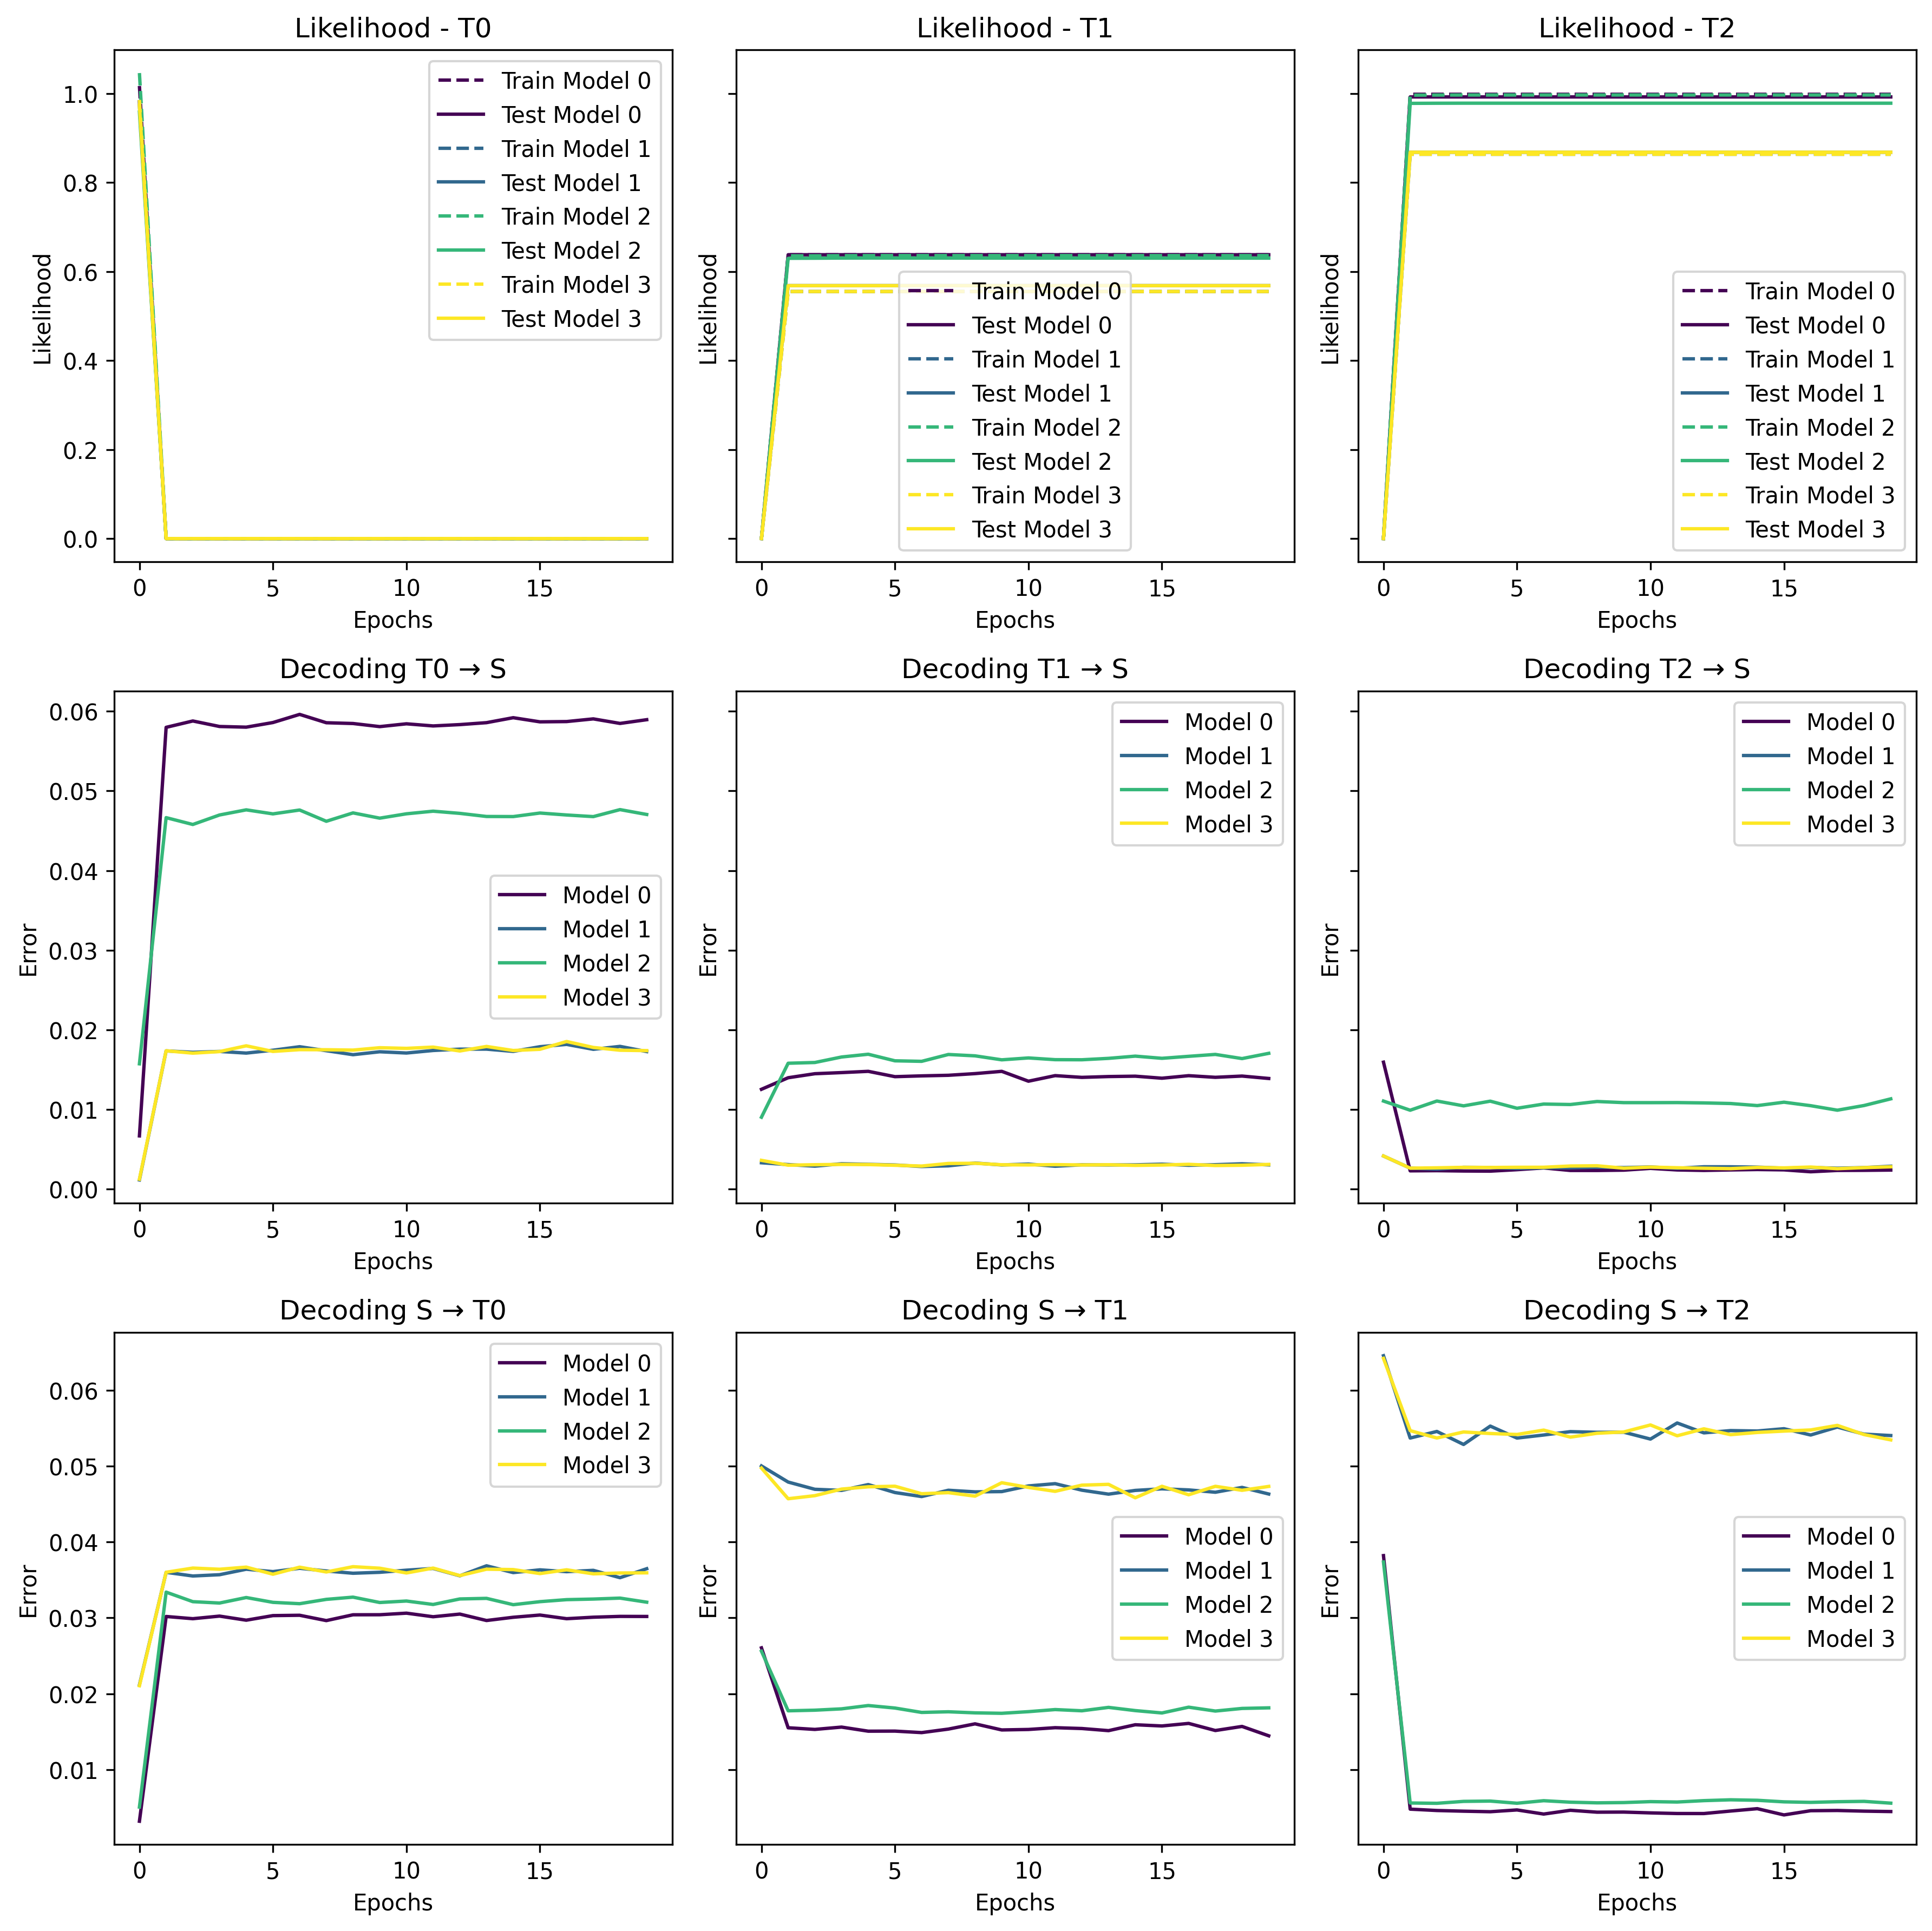 Likelihood - T0
Likelihood
1.0
0.8
0.6
0.4
0.2
0.0
Train Model 0
Test Model 0
Train Model 1
Test Model 1
Train Model 2
Test Model 2
Train Model 3
Test Model 3
0 5 10 15
Epochs
Likelihood - T1
Likelihood
Train Model 0
Test Model 0
Train Model 1
Test Model 1
Train Model 2
Test Model 2
Train Model 3
Test Model 3
0 5 10 15
Epochs
Likelihood - T2
Likelihood
Train Model 0
Test Model 0
Train Model 1
Test Model 1
Train Model 2
Test Model 2
Train Model 3
Test Model 3
0 5 10 15
Epochs
Decoding T0 → S
Error
0.06
0.05
0.04
0.03
0.02
0.01
0.00
Model 0
Model 1
Model 2
Model 3
0 5 10 15
Epochs
Decoding T1 → S
Error
Model 0
Model 1
Model 2
Model 3
0 5 10 15
Epochs
Decoding T2 → S
Error
Model 0
Model 1
Model 2
Model 3
0 5 10 15
Epochs
Decoding S → T0
Error
0.06
0.05
0.04
0.03
0.02
0.01
Model 0
Model 1
Model 2
Model 3
0 5 10 15
Epochs
Decoding S → T1
Error
Model 0
Model 1
Model 2
Model 3
0 5 10 15
Epochs
Decoding S → T2
Error
Model 0
Model 1
Model 2
Model 3
0 5 10 15
Epochs